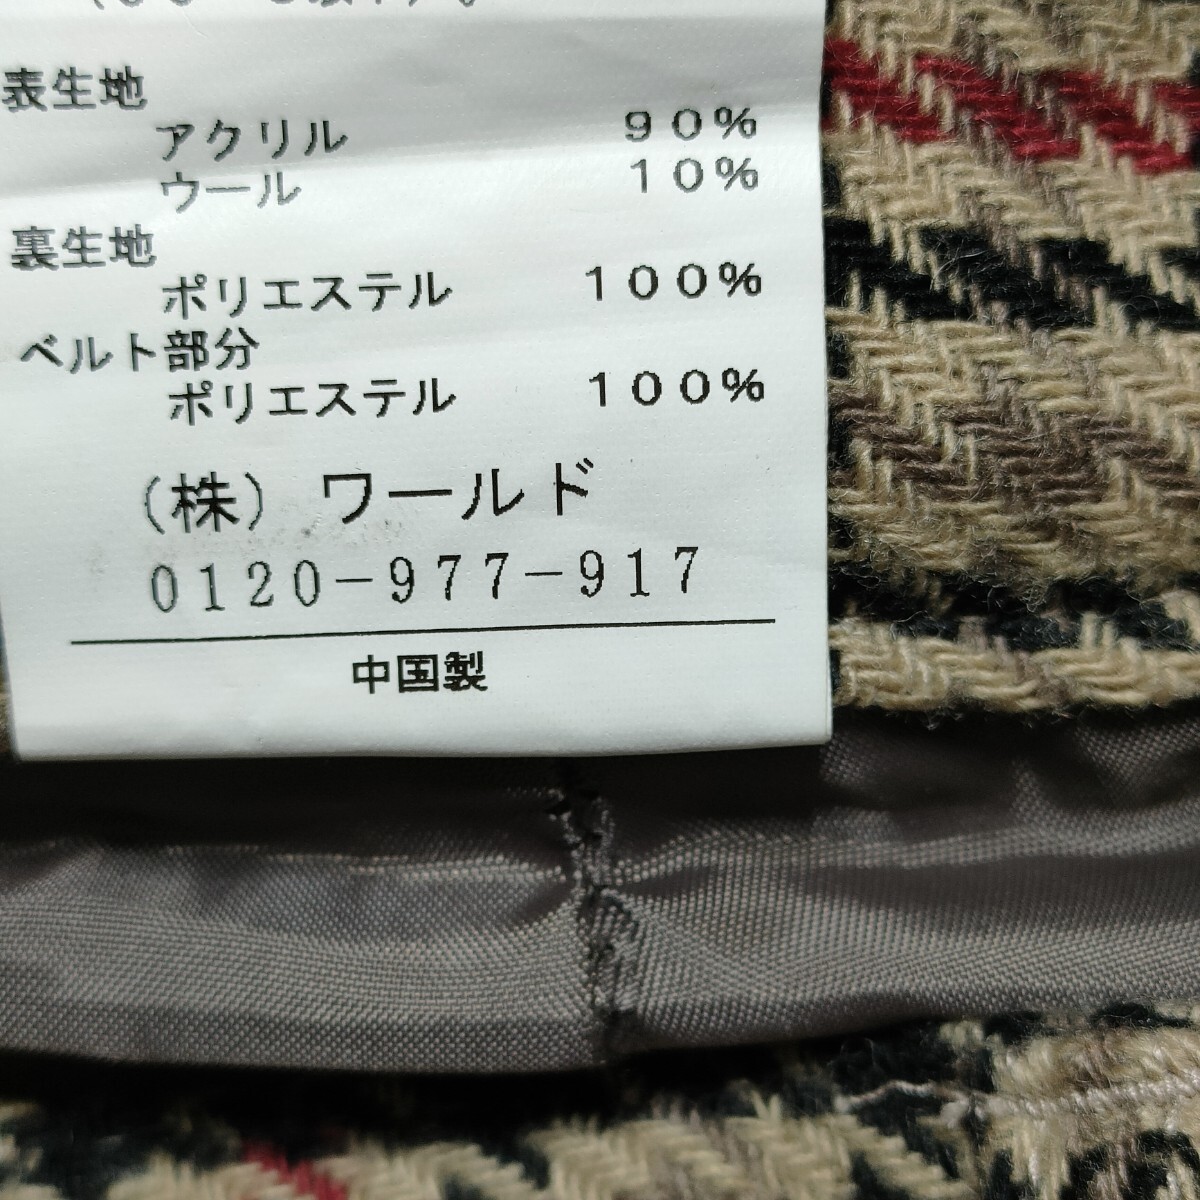 表生地
アクリル 90%
ウール 10%
裏生地
ポリエステル 100%
ベルト部分
ポリエステル 100%
(株) ワールド
0120-977-917
中国製